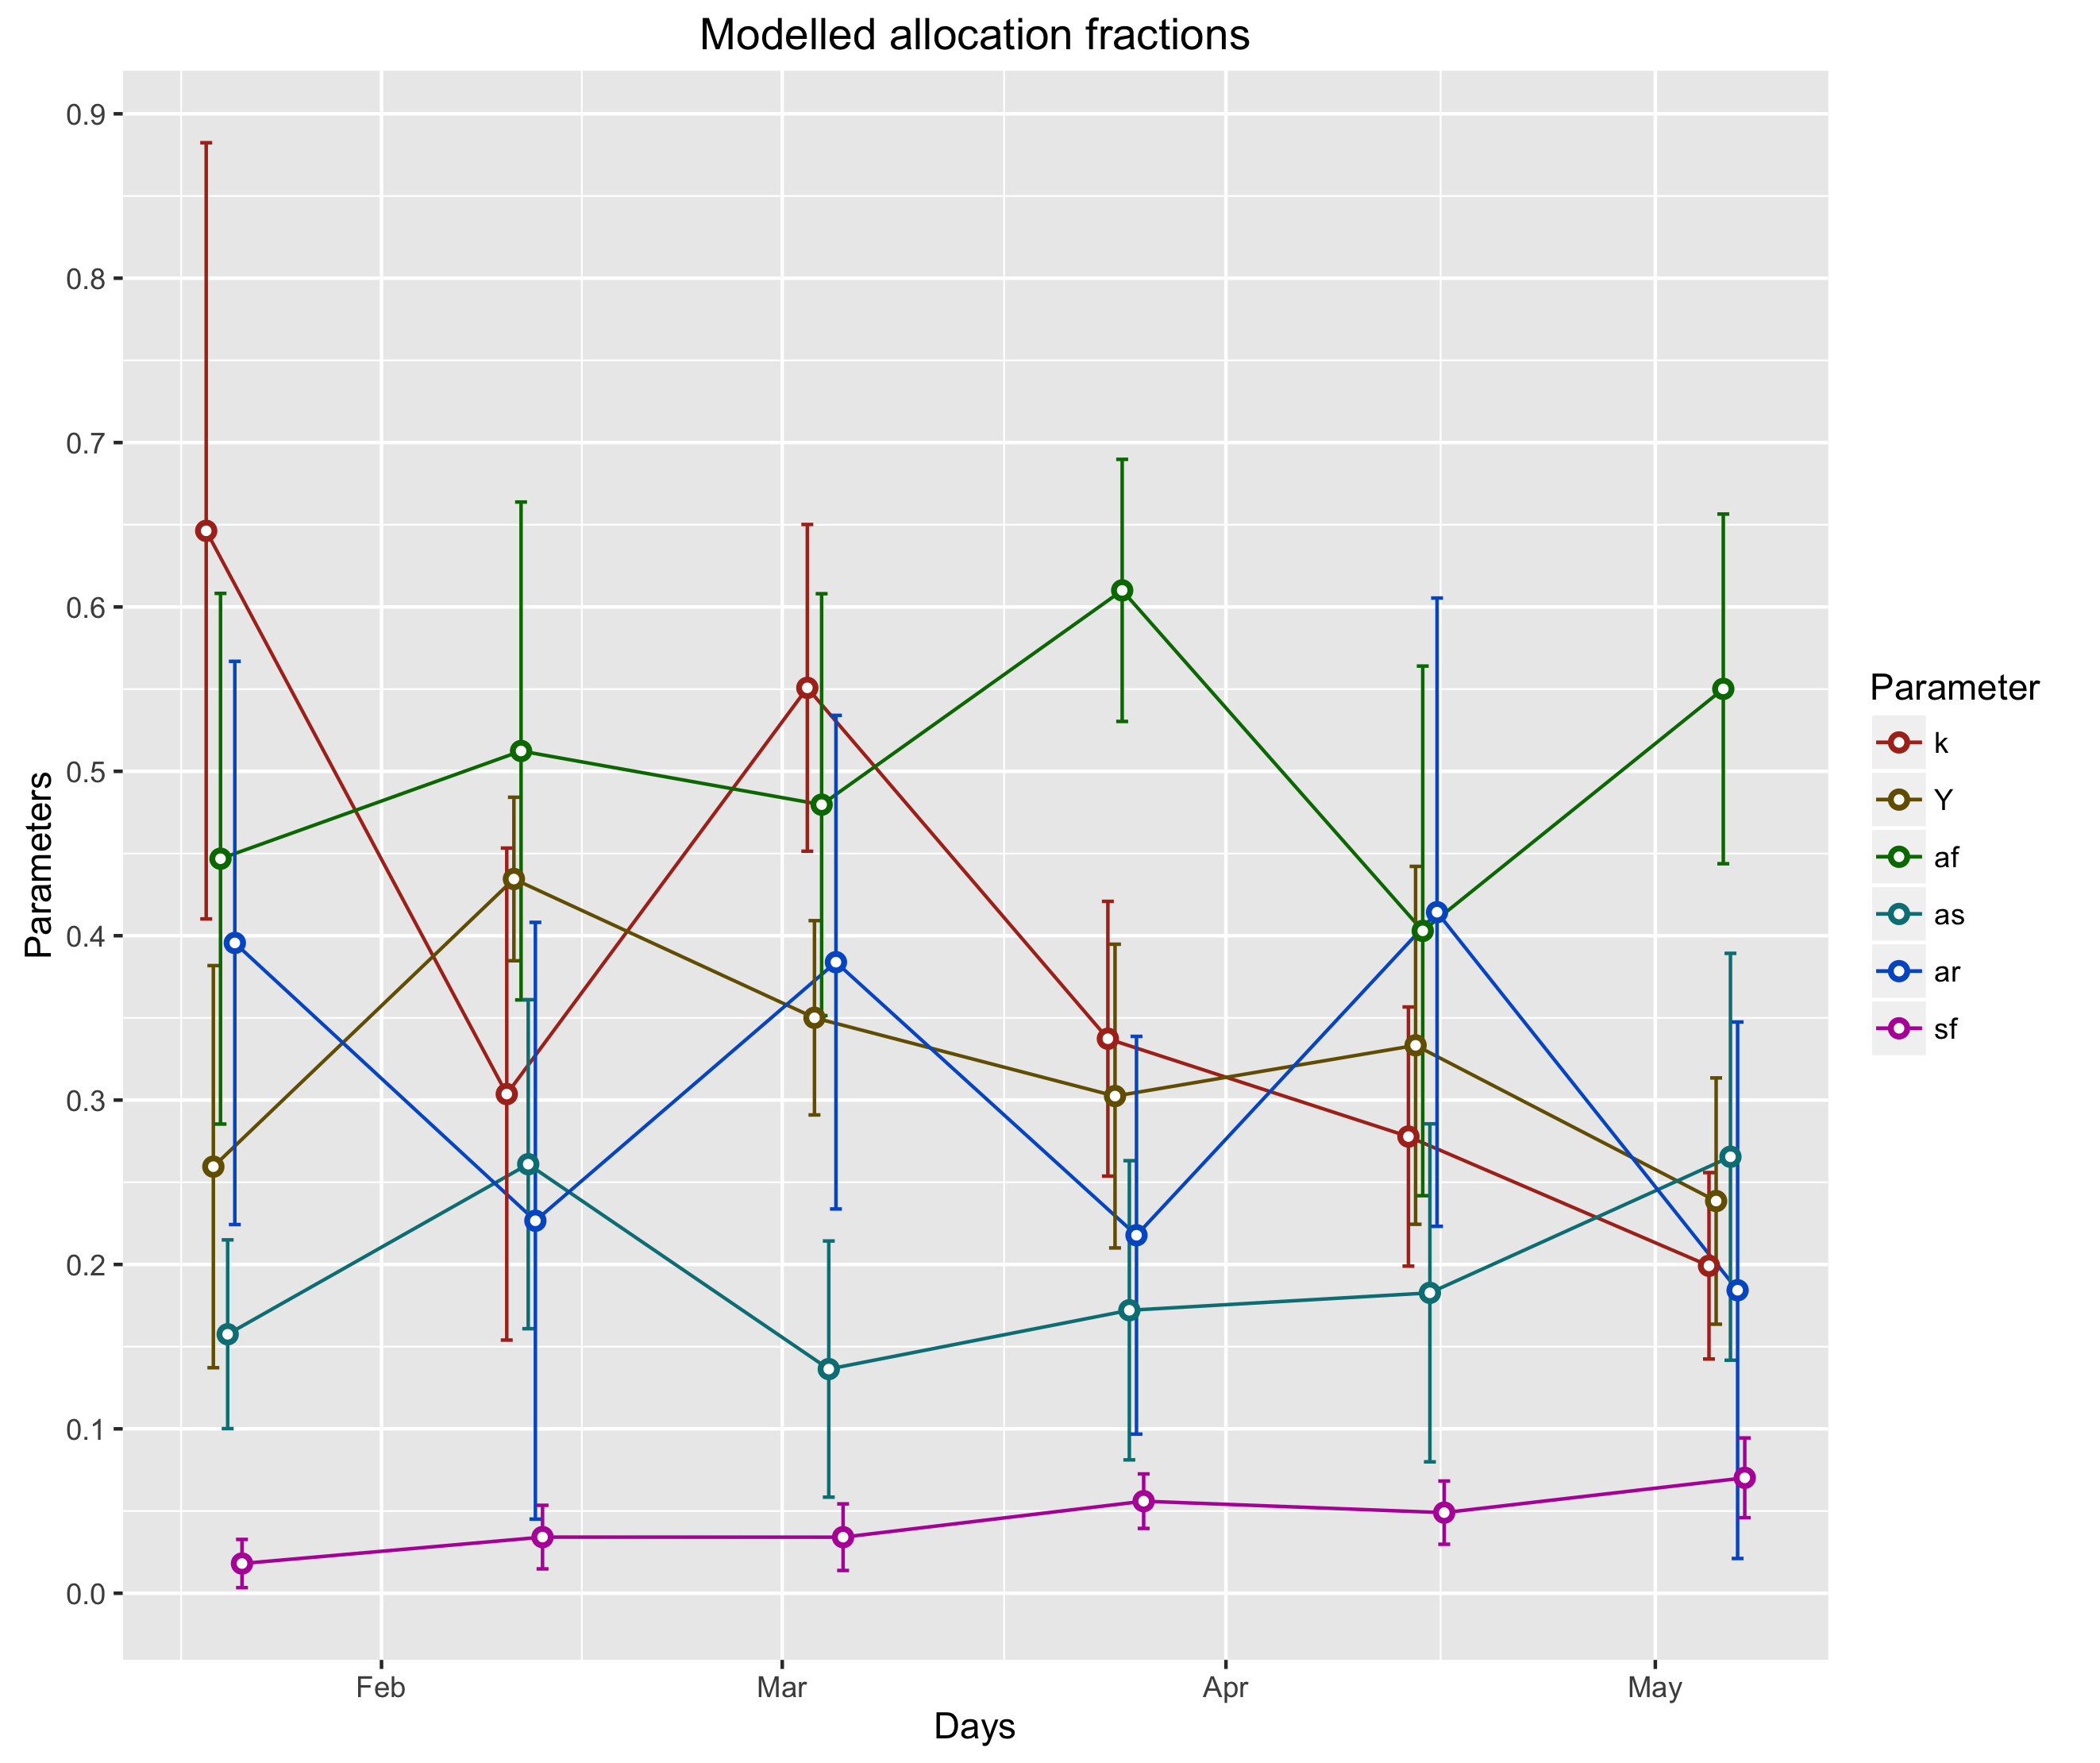 Modelled allocation fractions
Parameters
0.9
0.8
0.7
0.6
0.5
0.4
0.3
0.2
0.1
0.0
Feb Mar Apr May
Days
Parameter
k
Y
af
as
ar
sf